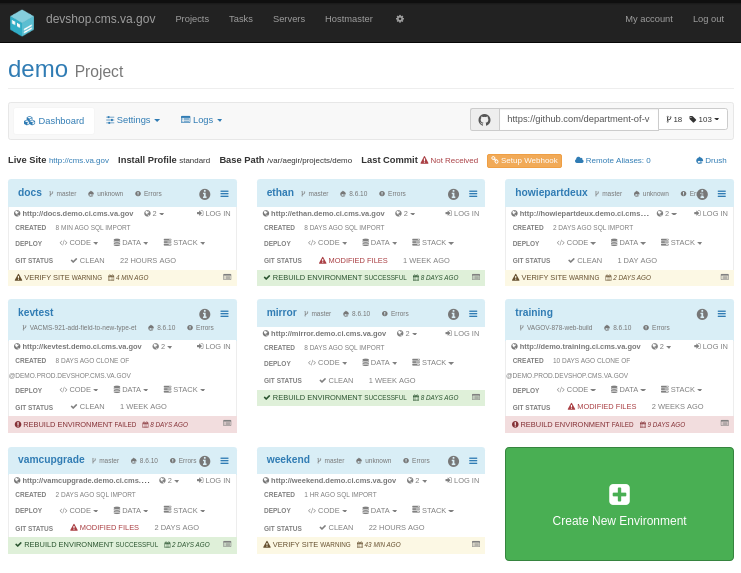 devshop.cms.va.gov Projects Tasks Servers Hostmaster My account Log out
demo Project
Dashboard Settings Logs https://github.com/department-of-v 18 103
Live Site http://cms.va.gov Install Profile standard Base Path /var/aegir/projects/demo Last Commit Not Received Setup Webhook Remote Aliases: 0 Drush
docs master unknown Errors
http://docs.demo.ci.cms.va.gov 2 LOG IN
CREATED 8 MIN AGO SQL IMPORT
DEPLOY CODE DATA STACK
GIT STATUS CLEAN 22 HOURS AGO
VERIFY SITE WARNING 4 MIN AGO
ethan master 8.6.10 Errors
http://ethan.demo.ci.cms.va.gov 2 LOG IN
CREATED 8 DAYS AGO SQL IMPORT
DEPLOY CODE DATA STACK
GIT STATUS MODIFIED FILES 1 WEEK AGO
REBUILD ENVIRONMENT SUCCESSFUL 8 DAYS AGO
howiepartdeux master unknown
http://howiepartdeux.demo.ci.cms.... 2 LOG IN
CREATED 2 DAYS AGO SQL IMPORT
DEPLOY CODE DATA STACK
GIT STATUS CLEAN 1 DAY AGO
VERIFY SITE WARNING 2 DAYS AGO
kevtest
VACMS-921-add-field-to-new-type-et 8.6.10 Errors
http://kevtest.demo.ci.cms.va.gov 2 LOG IN
CREATED 8 DAYS AGO CLONE OF
@DEMO.PROD.DEVSHOP.CMS.VA.GOV
DEPLOY CODE DATA STACK
GIT STATUS CLEAN 1 WEEK AGO
REBUILD ENVIRONMENT FAILED 8 DAYS AGO
mirror master 8.6.10 Errors
http://mirror.demo.ci.cms.va.gov 2 LOG IN
CREATED 8 DAYS AGO SQL IMPORT
DEPLOY CODE DATA STACK
GIT STATUS CLEAN 1 WEEK AGO
REBUILD ENVIRONMENT SUCCESSFUL 8 DAYS AGO
training
VAGOV-878-web-build 8.6.10 Errors
http://demo.training.ci.cms.va.gov 2 LOG IN
CREATED 10 DAYS AGO CLONE OF
@DEMO.PROD.DEVSHOP.CMS.VA.GOV
DEPLOY CODE DATA STACK
GIT STATUS MODIFIED FILES 2 WEEKS AGO
REBUILD ENVIRONMENT FAILED 9 DAYS AGO
vamcupgrade master 8.6.10 Errors
http://vamcupgrade.demo.ci.cms.... 2 LOG IN
CREATED 2 DAYS AGO SQL IMPORT
DEPLOY CODE DATA STACK
GIT STATUS MODIFIED FILES 2 DAYS AGO
REBUILD ENVIRONMENT SUCCESSFUL 2 DAYS AGO
weekend master unknown Errors
http://weekend.demo.ci.cms.va.gov 2 LOG IN
CREATED 1 HR AGO SQL IMPORT
DEPLOY CODE DATA STACK
GIT STATUS CLEAN 22 HOURS AGO
VERIFY SITE WARNING 43 MIN AGO
Create New Environment